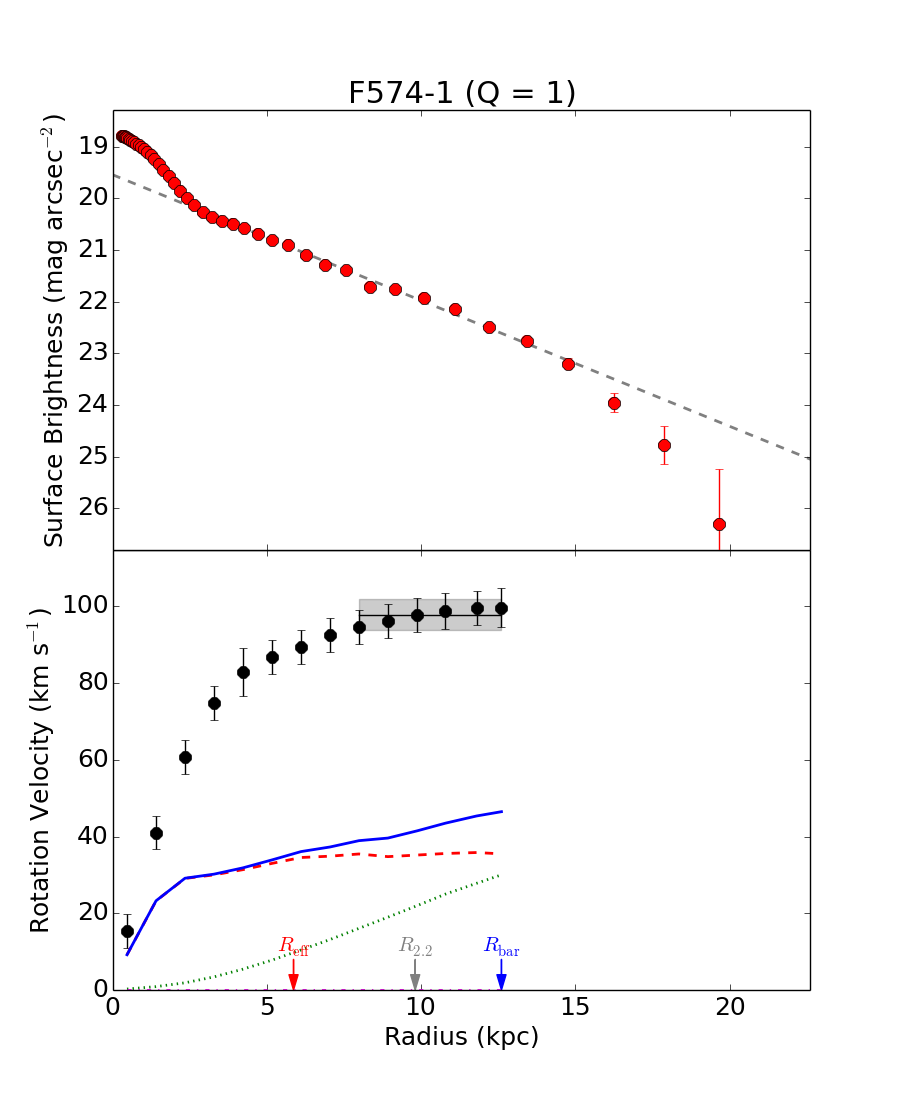 F574-1 (Q = 1)
Surface Brightness (mag arcsec⁻²)
19
20
21
22
23
24
25
26
Rotation Velocity (km s⁻¹)
100
80
60
40
20
0
R_eff
R_2.2
R_bar
0 5 10 15 20
Radius (kpc)